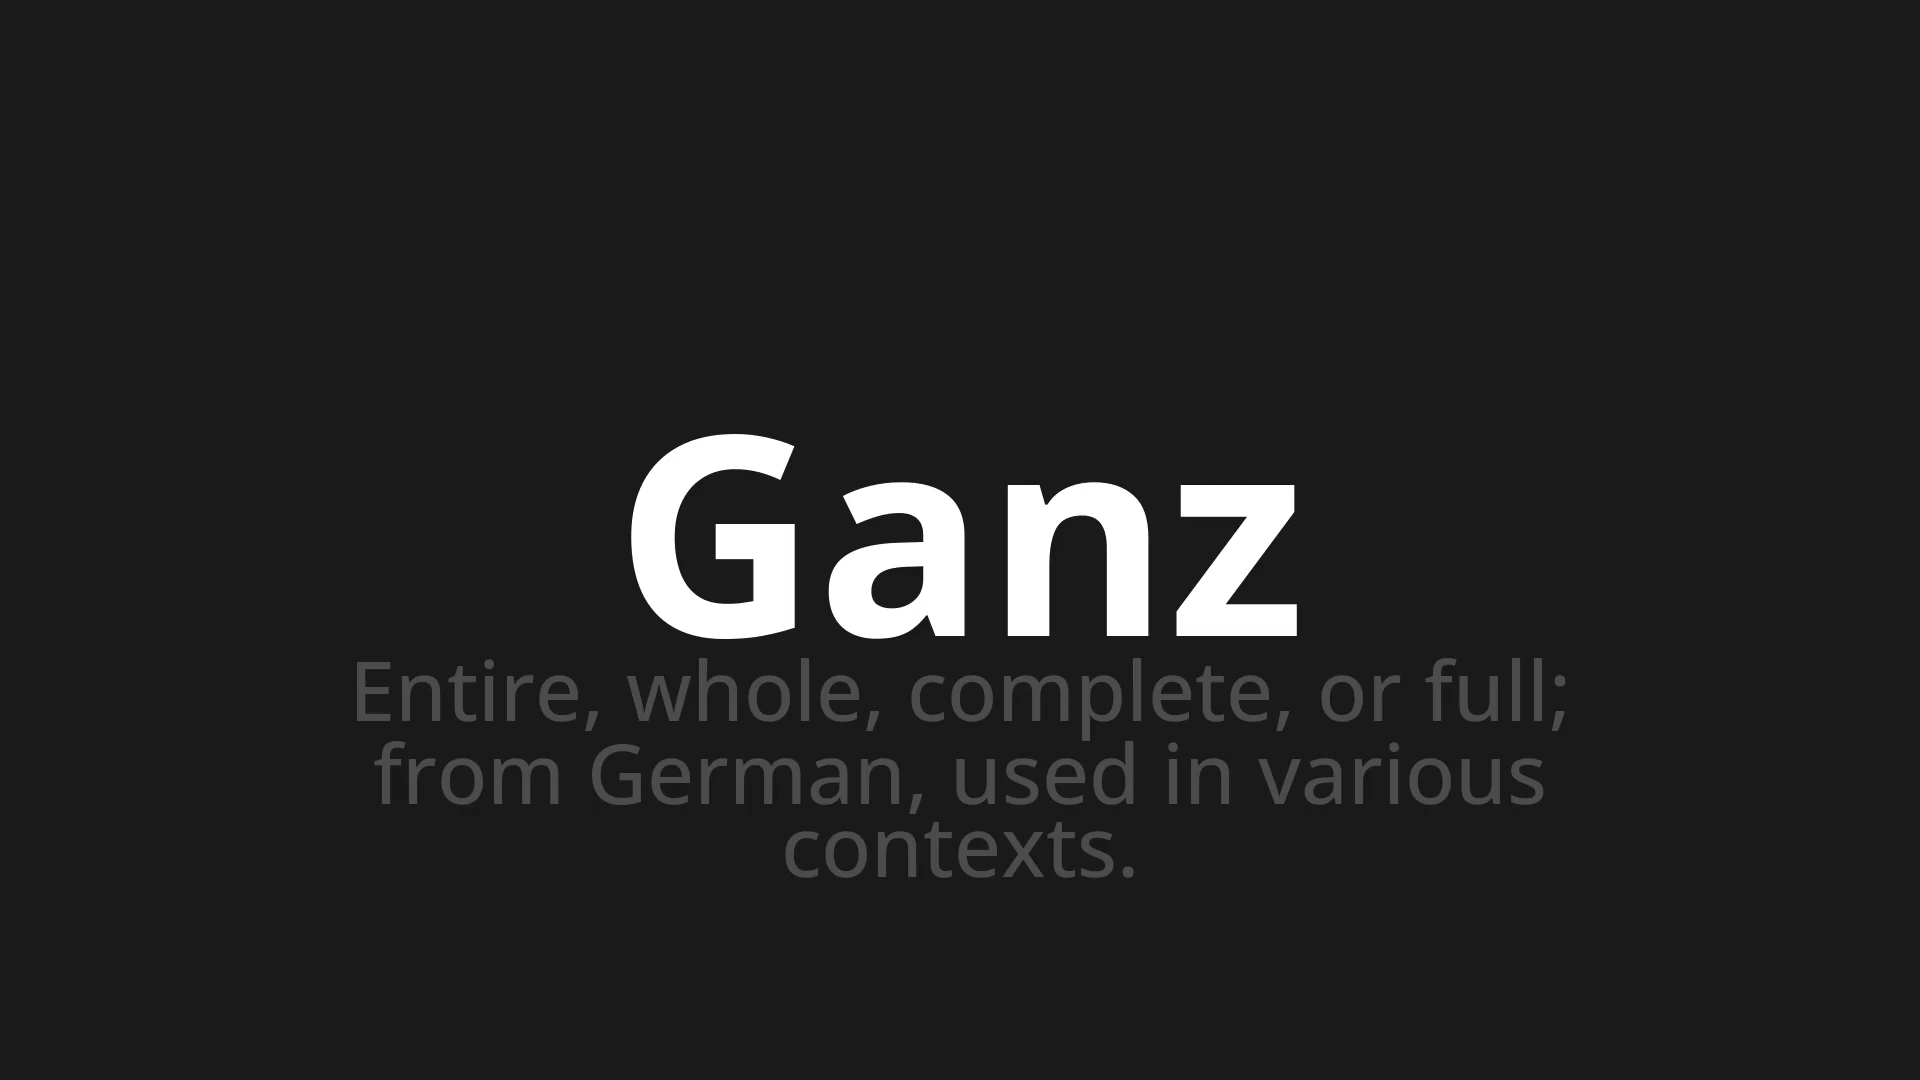 Ganz
Entire, whole, complete, or full;
from German, used in various
contexts.